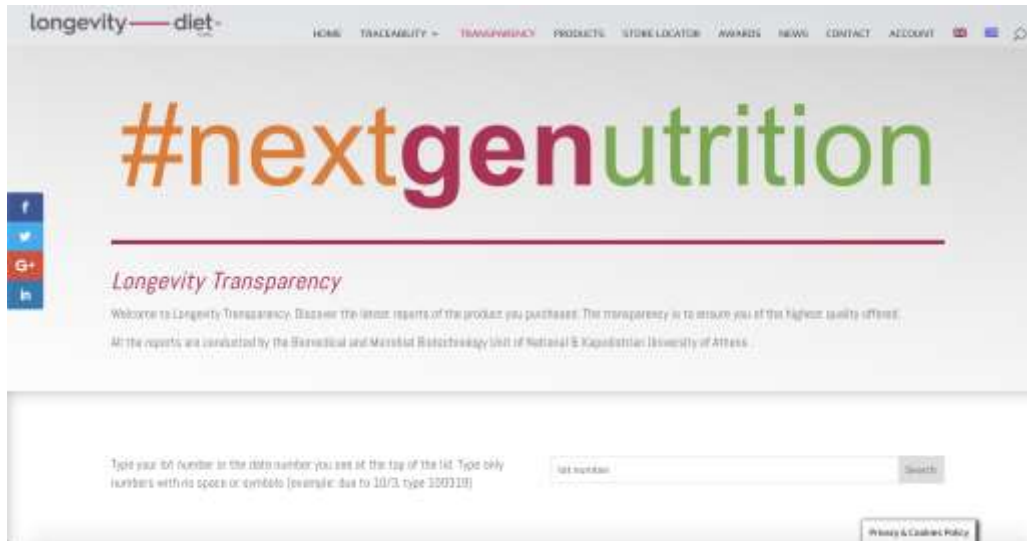 longevity diet
HOME TRACEABILITY TRANSPARENCY PRODUCTS STORE LOCATOR AWARDS NEWS CONTACT ACCOUNT
#nextgenutrition
f
G+
in
Longevity Transparency
Welcome to Longevity Transparency. Discover the latest reports of the product you purchased. The transparency is to ensure you of the highest quality offered.
All the reports are conducted by the Biomedical and Microbial Biotechnology Unit of National & Kapodistrian University of Athens
Type your lot number or the date number you see at the top of the lid. Type only
numbers with no space or symbols (example: due to 10/3, type 100319)
lot number
Search
Privacy & Cookies Policy